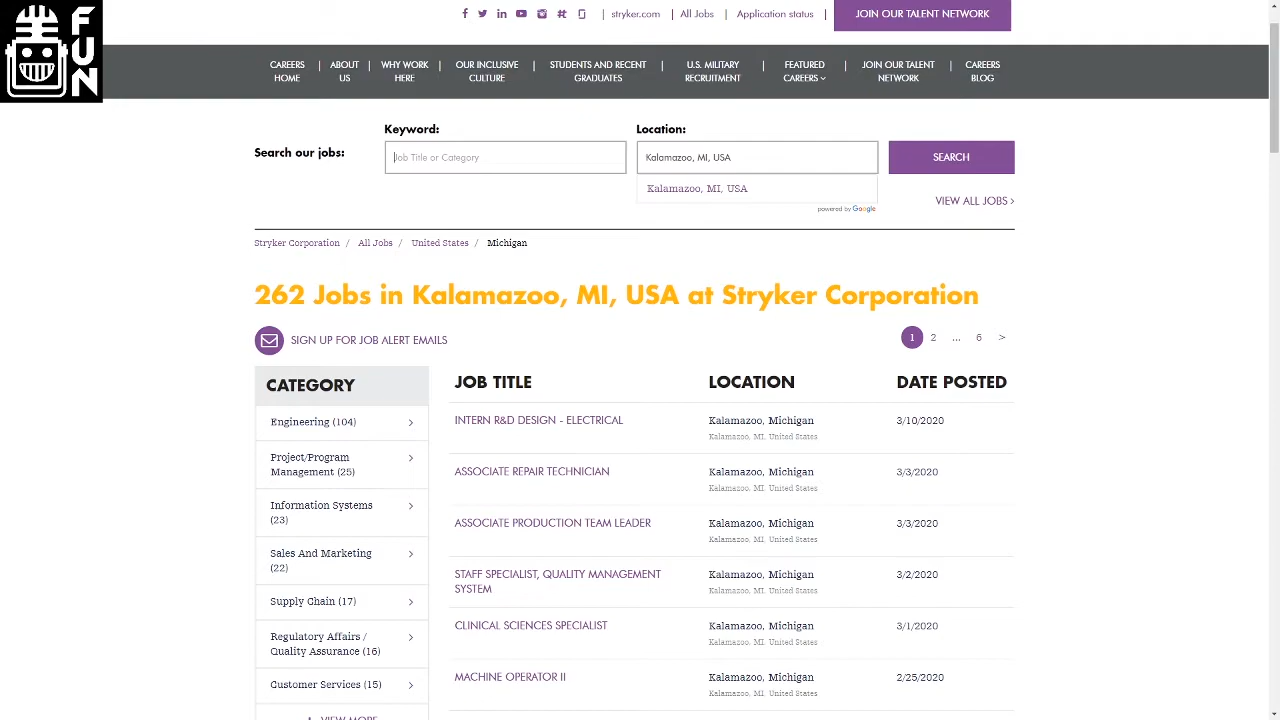 FUN
| stryker.com | All Jobs | Application status |
JOIN OUR TALENT NETWORK
CAREERS HOME | ABOUT US | WHY WORK HERE | OUR INCLUSIVE CULTURE | STUDENTS AND RECENT GRADUATES | U.S. MILITARY RECRUITMENT | FEATURED CAREERS | JOIN OUR TALENT NETWORK | CAREERS BLOG
Search our jobs:
Keyword:
Job Title or Category
Location:
Kalamazoo, MI, USA
SEARCH
Kalamazoo, MI, USA
powered by Google
VIEW ALL JOBS >
Stryker Corporation / All Jobs / United States / Michigan
262 Jobs in Kalamazoo, MI, USA at Stryker Corporation
SIGN UP FOR JOB ALERT EMAILS
1 2 ... 6 >
CATEGORY
Engineering (104)
Project/Program
Management (25)
Information Systems
(23)
Sales And Marketing
(22)
Supply Chain (17)
Regulatory Affairs /
Quality Assurance (16)
Customer Services (15)
VIEW MORE
JOB TITLE LOCATION DATE POSTED
INTERN R&D DESIGN - ELECTRICAL Kalamazoo, Michigan 3/10/2020
Kalamazoo, MI, United States
ASSOCIATE REPAIR TECHNICIAN Kalamazoo, Michigan 3/3/2020
Kalamazoo, MI, United States
ASSOCIATE PRODUCTION TEAM LEADER Kalamazoo, Michigan 3/3/2020
Kalamazoo, MI, United States
STAFF SPECIALIST, QUALITY MANAGEMENT Kalamazoo, Michigan 3/2/2020
SYSTEM Kalamazoo, MI, United States
CLINICAL SCIENCES SPECIALIST Kalamazoo, Michigan 3/1/2020
Kalamazoo, MI, United States
MACHINE OPERATOR II Kalamazoo, Michigan 2/25/2020
Kalamazoo, MI, United States